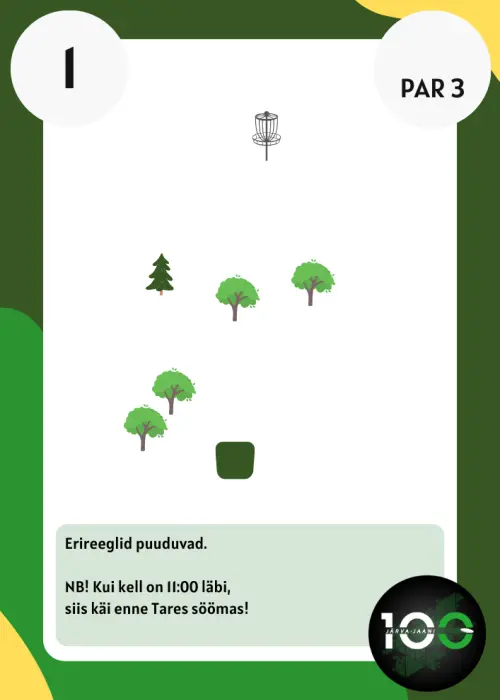 1
PAR 3
Erireeglid puuduvad.
NB! Kui kell on 11:00 läbi,
siis käi enne Tares söömas!
100
JÄRVA-JAANI